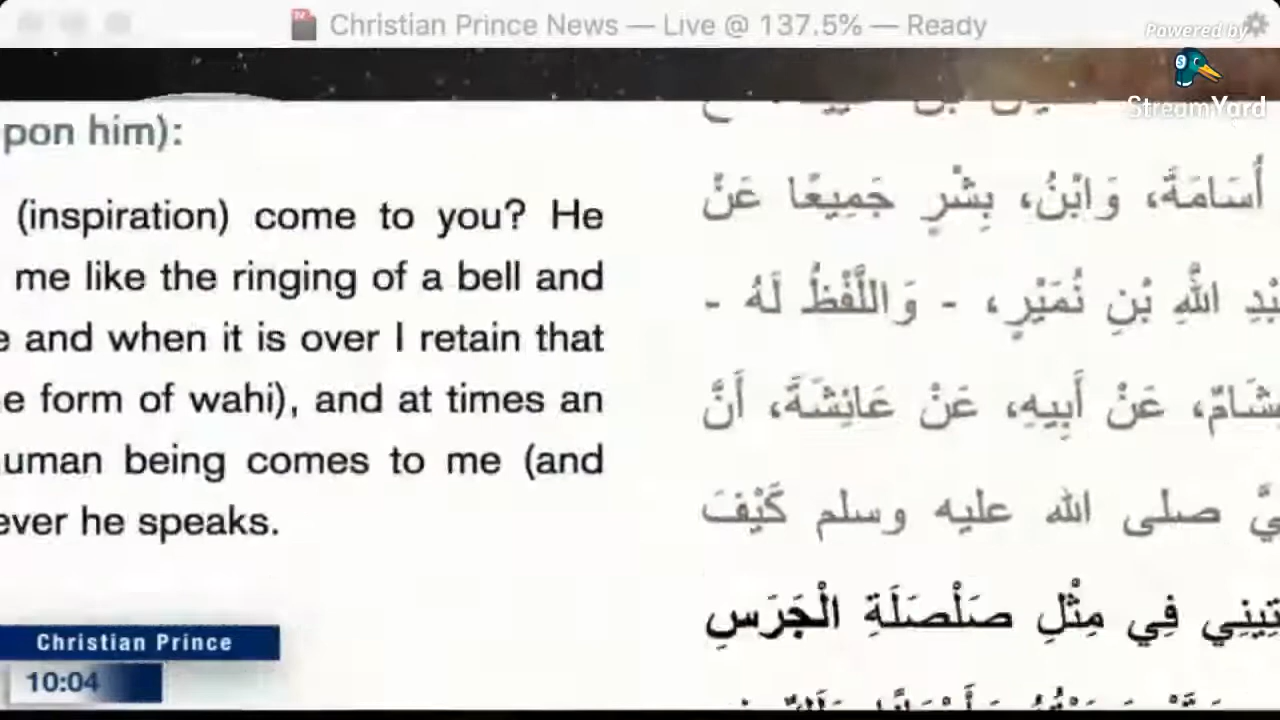 Christian Prince News — Live @ 137.5% — Ready
Powered by
StreamYard
pon him):
(inspiration) come to you? He
me like the ringing of a bell and
e and when it is over I retain that
e form of wahi), and at times an
uman being comes to me (and
ever he speaks.
أُسَامَةَ، وَابْنُ، بِشْرٍ جَمِيعًا عَنْ
اللَّهِ بْنِ نُمَيْرٍ، - وَاللَّفْظُ لَهُ -
عَنْ أَبِيهِ، عَنْ عَائِشَةَ، أَنَّ
صلى الله عليه وسلم كَيْفَ
فِي مِثْلِ صَلْصَلَةِ الْجَرَسِ
Christian Prince
10:04